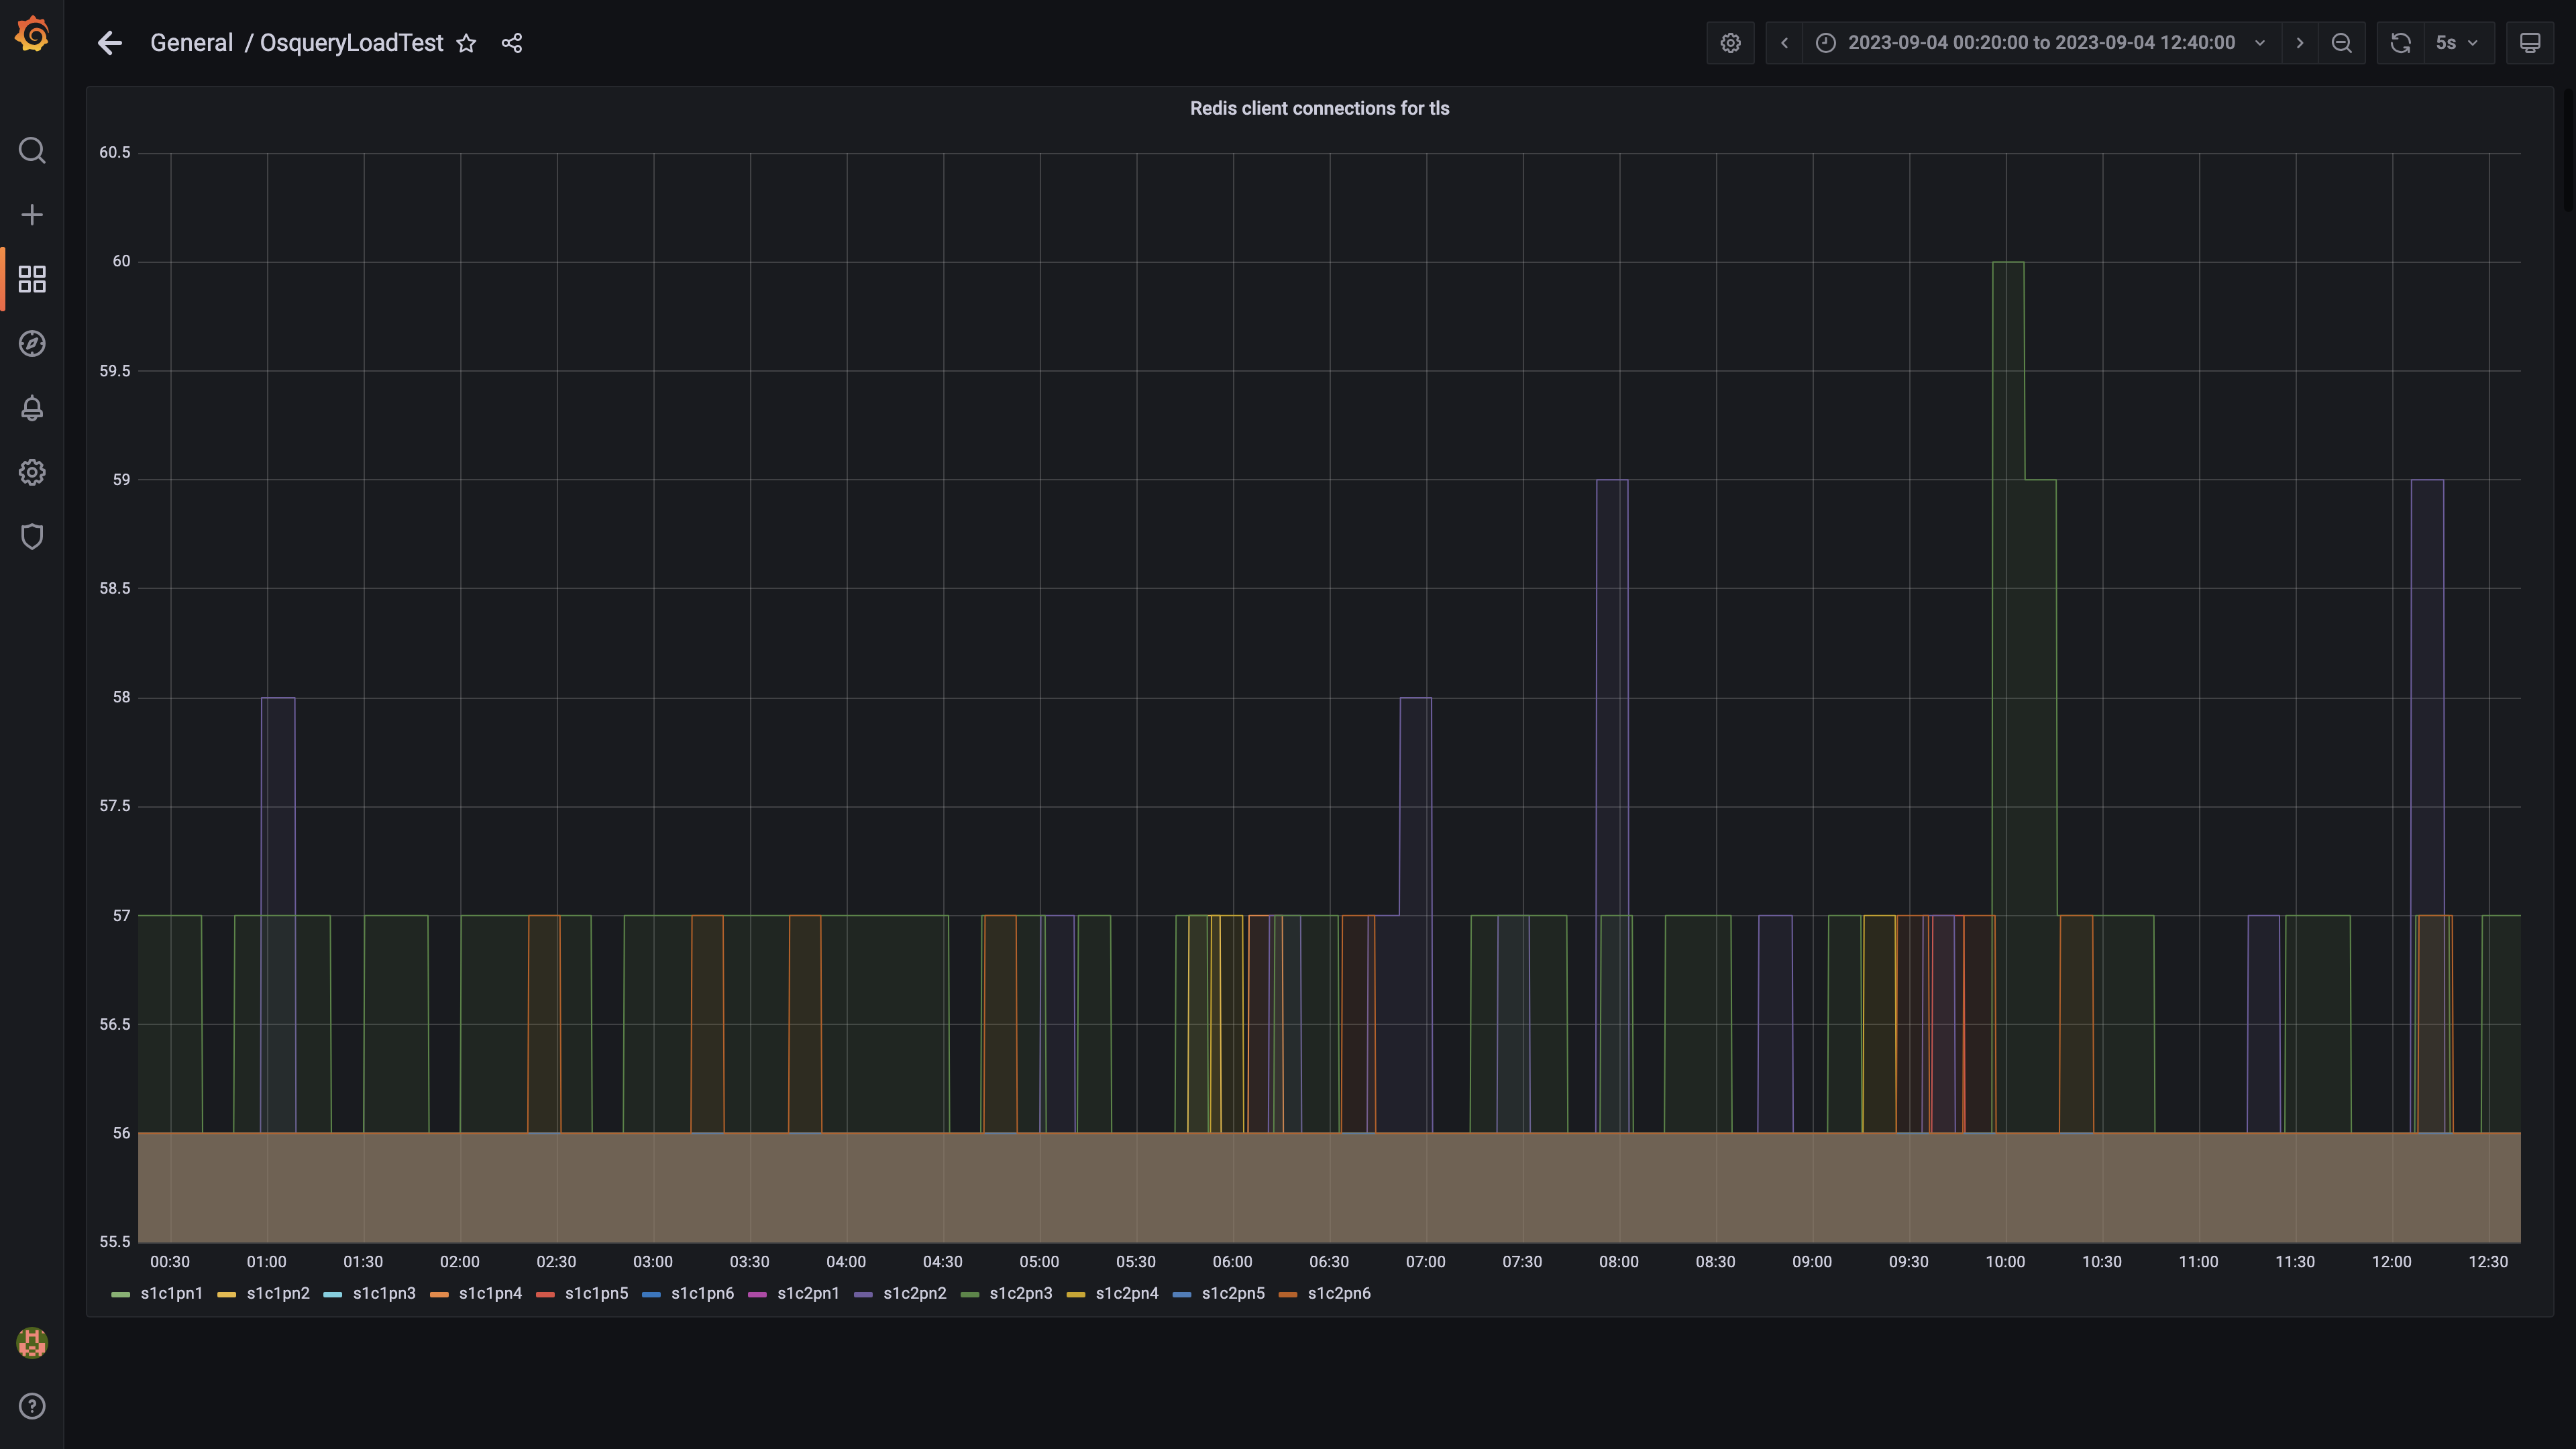 General / OsqueryLoadTest
2023-09-04 00:20:00 to 2023-09-04 12:40:00
5s
Redis client connections for tls
60.5
60
59.5
59
58.5
58
57.5
57
56.5
56
55.5
00:30 01:00 01:30 02:00 02:30 03:00 03:30 04:00 04:30 05:00 05:30 06:00 06:30 07:00 07:30 08:00 08:30 09:00 09:30 10:00 10:30 11:00 11:30 12:00 12:30
s1c1pn1 s1c1pn2 s1c1pn3 s1c1pn4 s1c1pn5 s1c1pn6 s1c2pn1 s1c2pn2 s1c2pn3 s1c2pn4 s1c2pn5 s1c2pn6